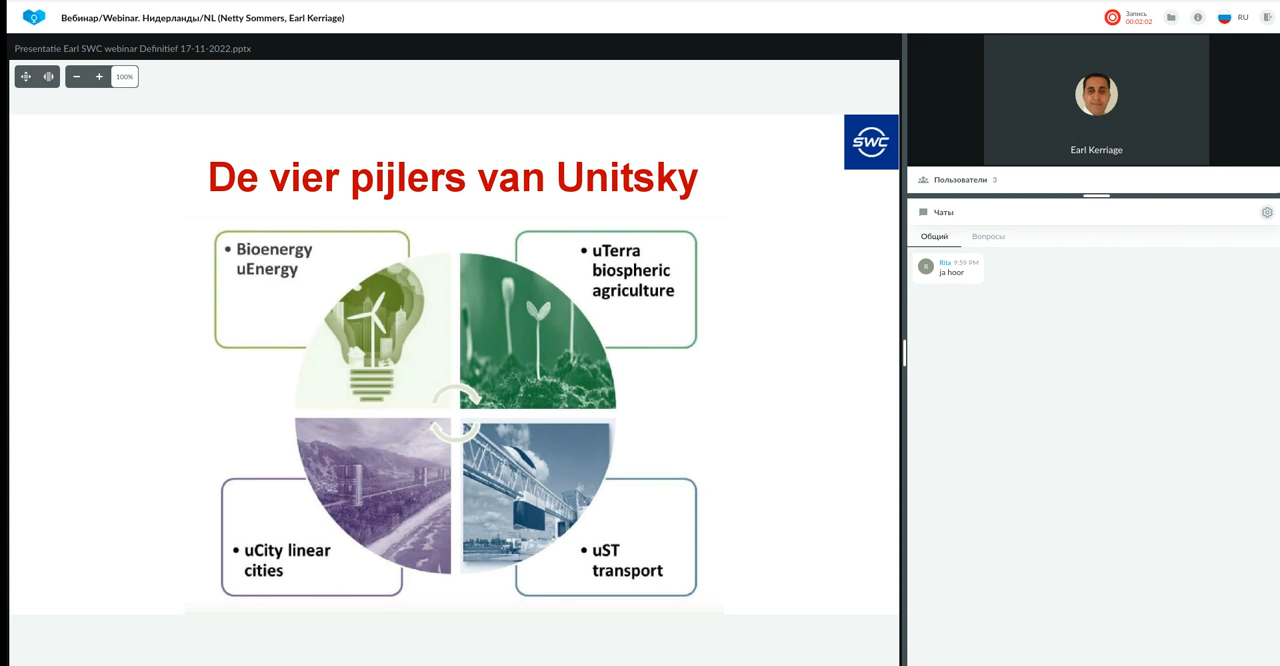 Вебинар/Webinar. Нидерланды/NL (Netty Sommers, Earl Kerriage)
Запись
00:02:02
RU
Presentatie Earl SWC webinar Definitief 17-11-2022.pptx
100%
SWC
De vier pijlers van Unitsky
• Bioenergy
uEnergy
• uTerra
biospheric
agriculture
• uCity linear
cities
• uST
transport
Earl Kerriage
Пользователи 3
Чаты
Общий Вопросы
R
Rita 9:59 PM
ja hoor